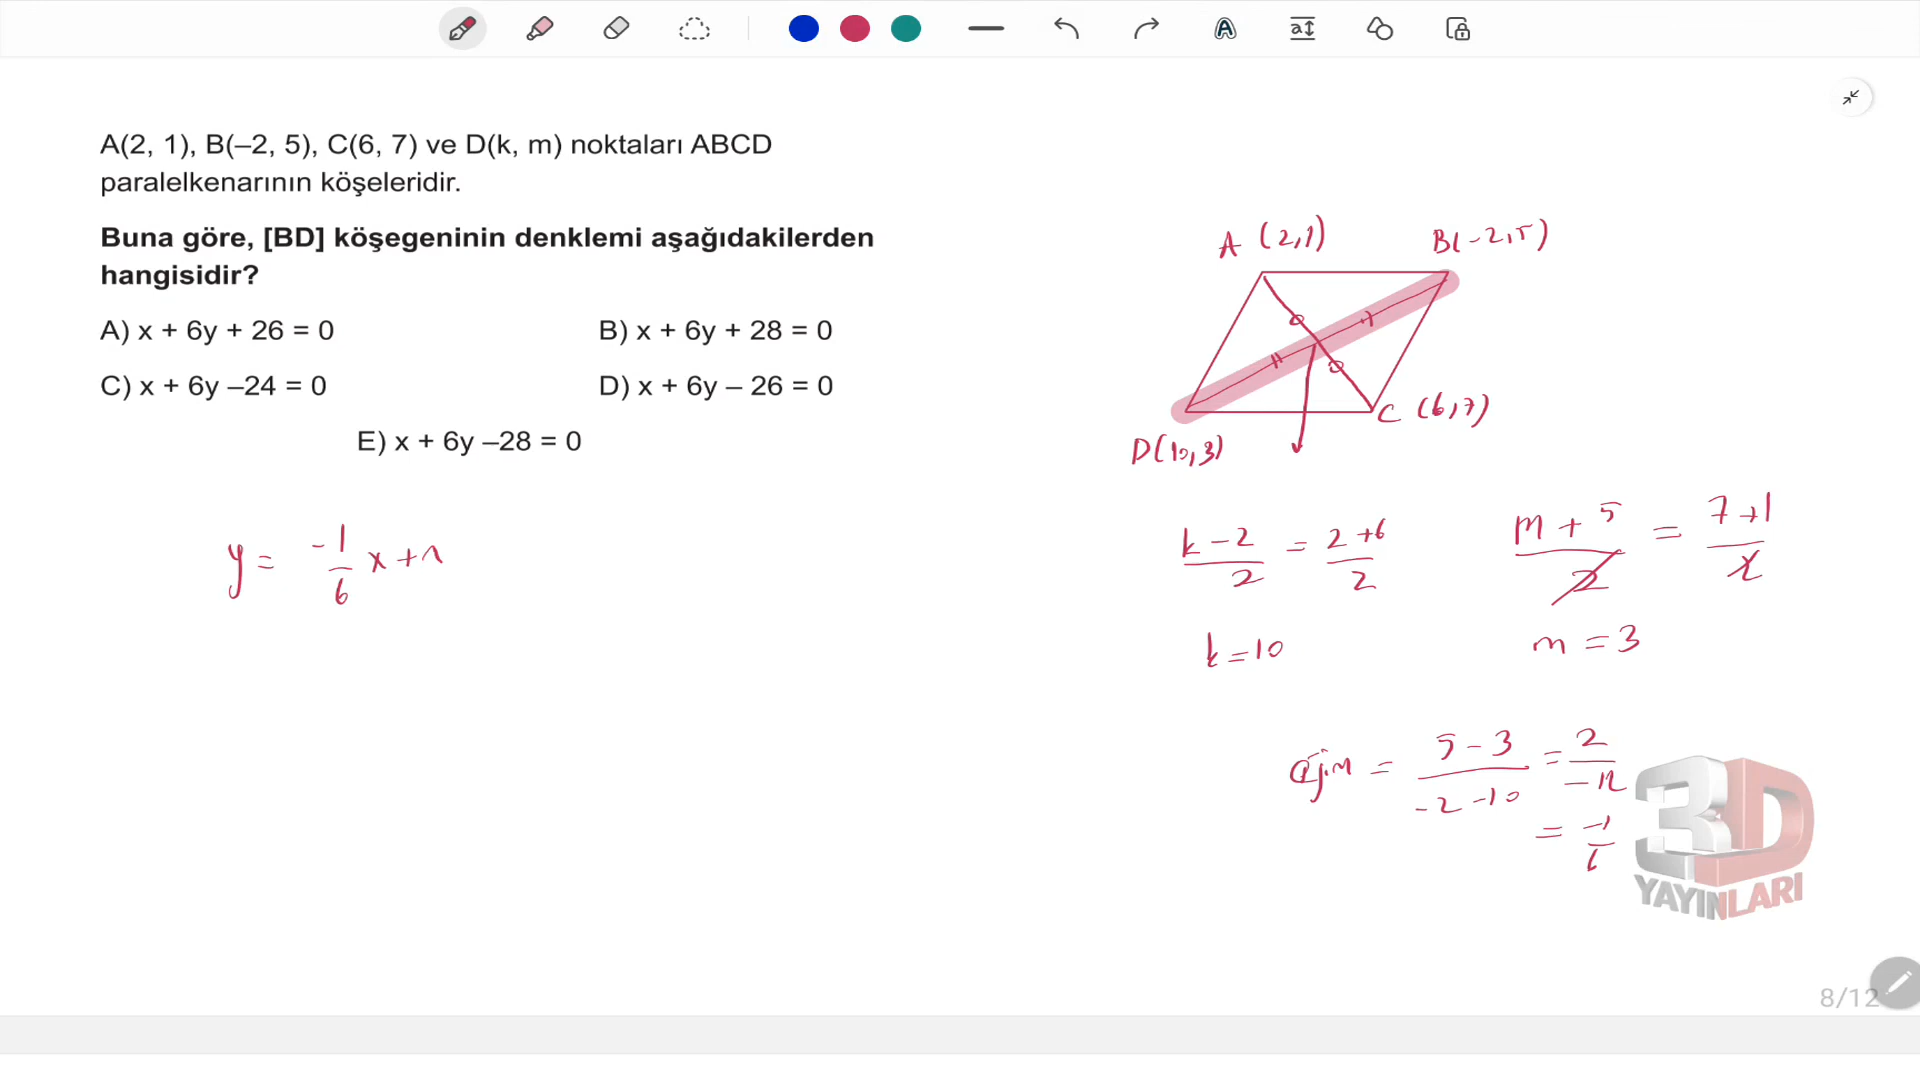 A(2, 1), B(–2, 5), C(6, 7) ve D(k, m) noktaları ABCD
paralelkenarının köşeleridir.
Buna göre, [BD] köşegeninin denklemi aşağıdakilerden
hangisidir?
A) x + 6y + 26 = 0
B) x + 6y + 28 = 0
C) x + 6y –24 = 0
D) x + 6y – 26 = 0
E) x + 6y –28 = 0
y = -1/6 x + n
A (2,1)
B(-2,5)
C (6,7)
D(10,3)
k-2/2 = 2+6/2
m+5/2 = 7+1/2
k=10
m=3
eğim = 5-3/-2-10 = 2/-12
= -1/6
3D
YAYINLARI
8/12